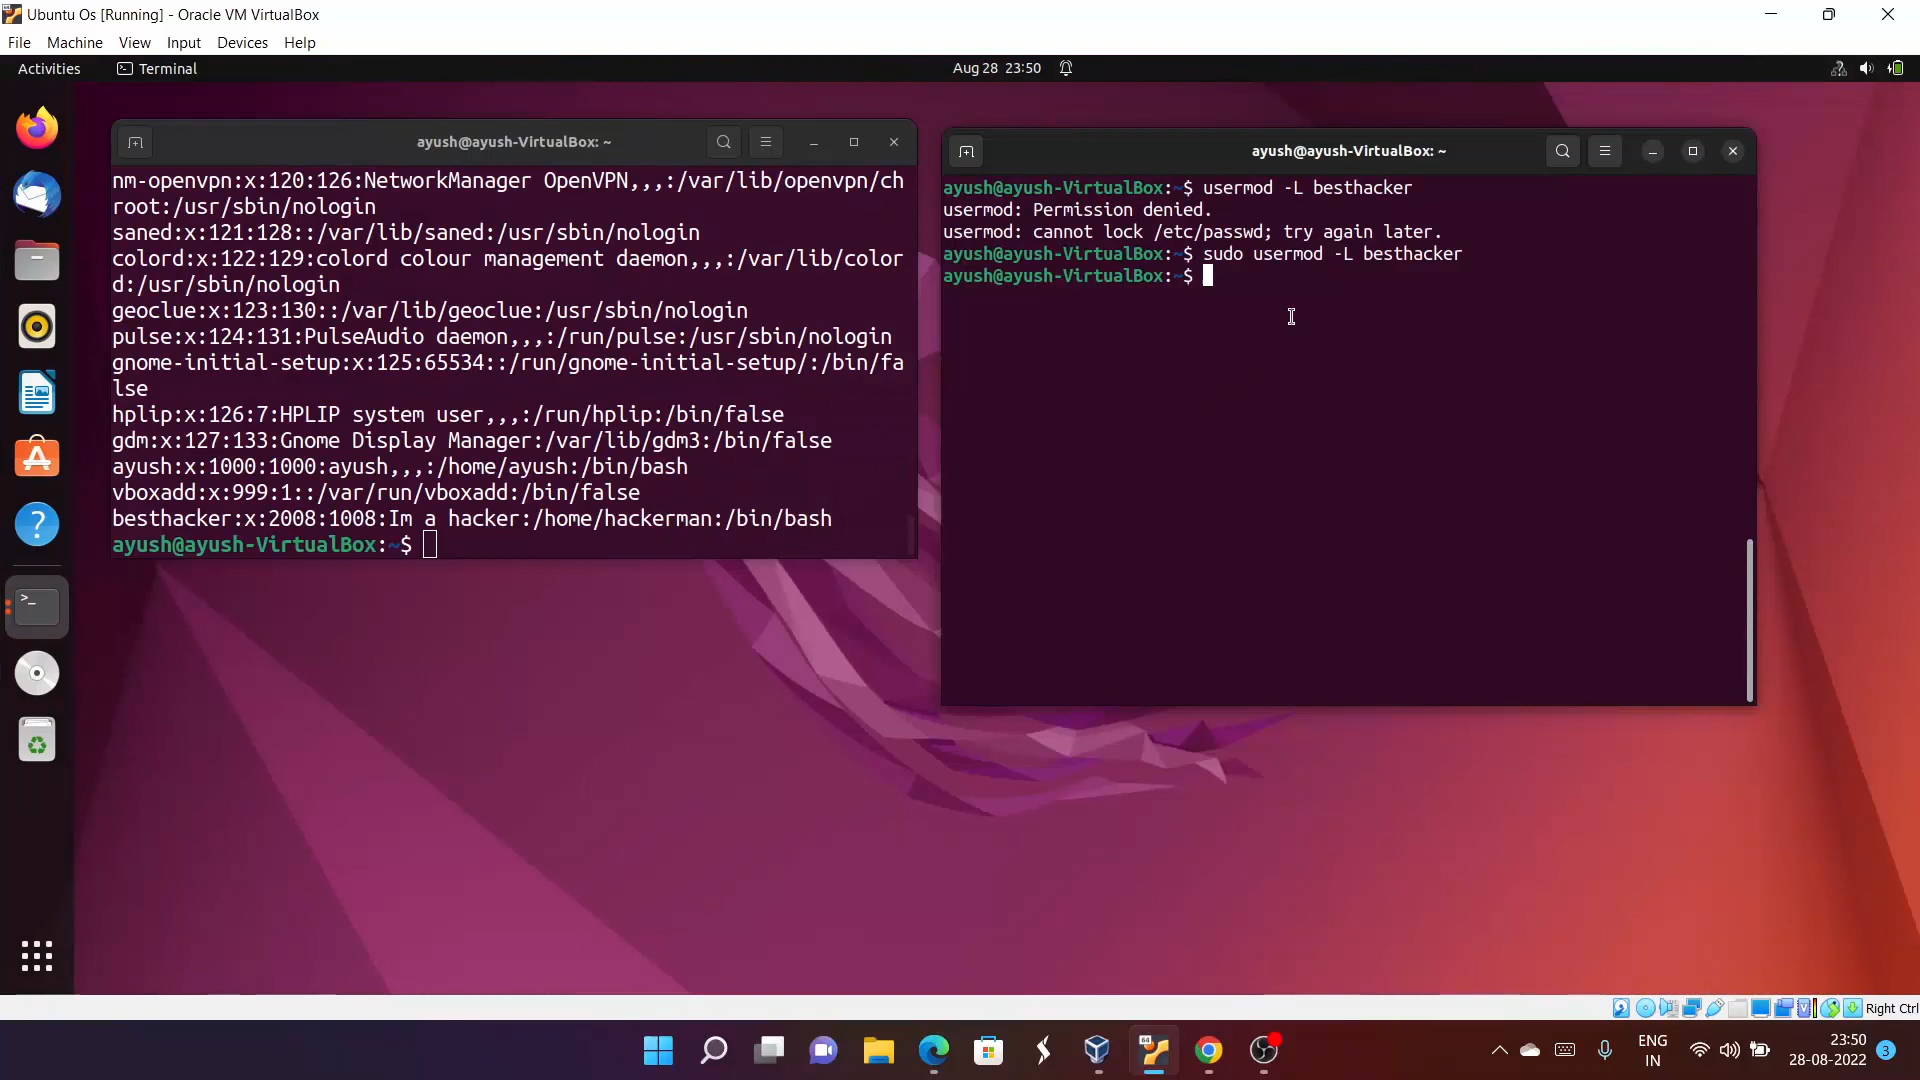 Ubuntu Os [Running] - Oracle VM VirtualBox
File Machine View Input Devices Help
Activities Terminal Aug 28 23:50
ayush@ayush-VirtualBox: ~
nm-openvpn:x:120:126:NetworkManager OpenVPN,,,:/var/lib/openvpn/ch
root:/usr/sbin/nologin
saned:x:121:128::/var/lib/saned:/usr/sbin/nologin
colord:x:122:129:colord colour management daemon,,,:/var/lib/color
d:/usr/sbin/nologin
geoclue:x:123:130::/var/lib/geoclue:/usr/sbin/nologin
pulse:x:124:131:PulseAudio daemon,,,:/run/pulse:/usr/sbin/nologin
gnome-initial-setup:x:125:65534::/run/gnome-initial-setup/:/bin/fa
lse
hplip:x:126:7:HPLIP system user,,,:/run/hplip:/bin/false
gdm:x:127:133:Gnome Display Manager:/var/lib/gdm3:/bin/false
ayush:x:1000:1000:ayush,,,:/home/ayush:/bin/bash
vboxadd:x:999:1::/var/run/vboxadd:/bin/false
besthacker:x:2008:1008:Im a hacker:/home/hackerman:/bin/bash
ayush@ayush-VirtualBox:~$
ayush@ayush-VirtualBox: ~
ayush@ayush-VirtualBox:~$ usermod -L besthacker
usermod: Permission denied.
usermod: cannot lock /etc/passwd; try again later.
ayush@ayush-VirtualBox:~$ sudo usermod -L besthacker
ayush@ayush-VirtualBox:~$
Right Ctrl
ENG
IN
23:50
28-08-2022
3